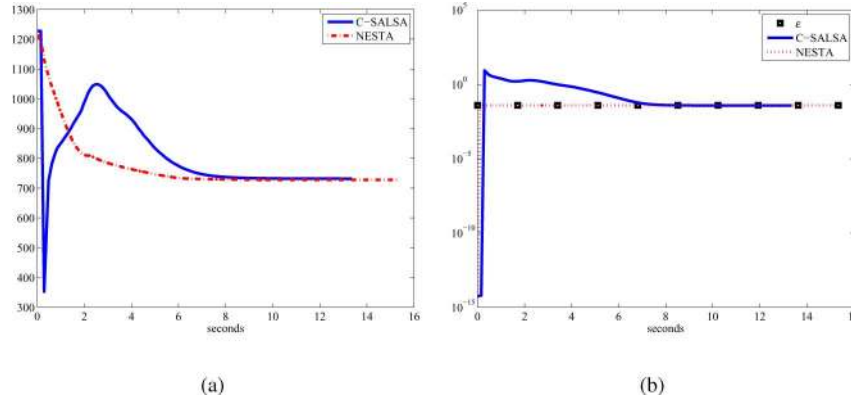 1300
1200
1100
1000
900
800
700
600
500
400
300
0 2 4 6 8 10 12 14 16
seconds
C-SALSA
NESTA
(a)
10^5
10^0
10^-5
10^-10
10^-15
0 2 4 6 8 10 12 14
seconds
ε
C-SALSA
NESTA
(b)